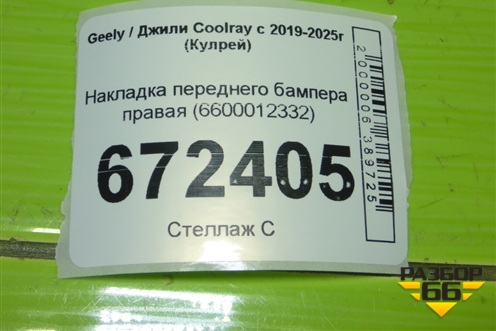 Geely / Джили Coolray с 2019-2025г
(Кулрей)
Накладка переднего бампера
правая (6600012332)
672405
Стеллаж С
2000006389725
РАЗБОР
66